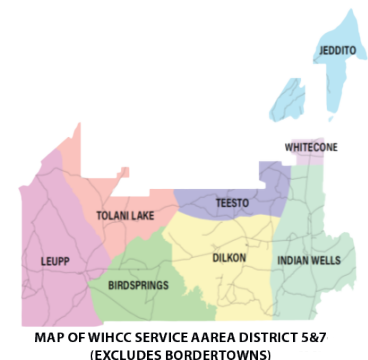 JEDDITO
WHITECONE
TEESTO
TOLANI LAKE
LEUPP
DILKON
INDIAN WELLS
BIRDSPRINGS
MAP OF WIHCC SERVICE AAREA DISTRICT 5&7
(EXCLUDES BORDERTOWNS)